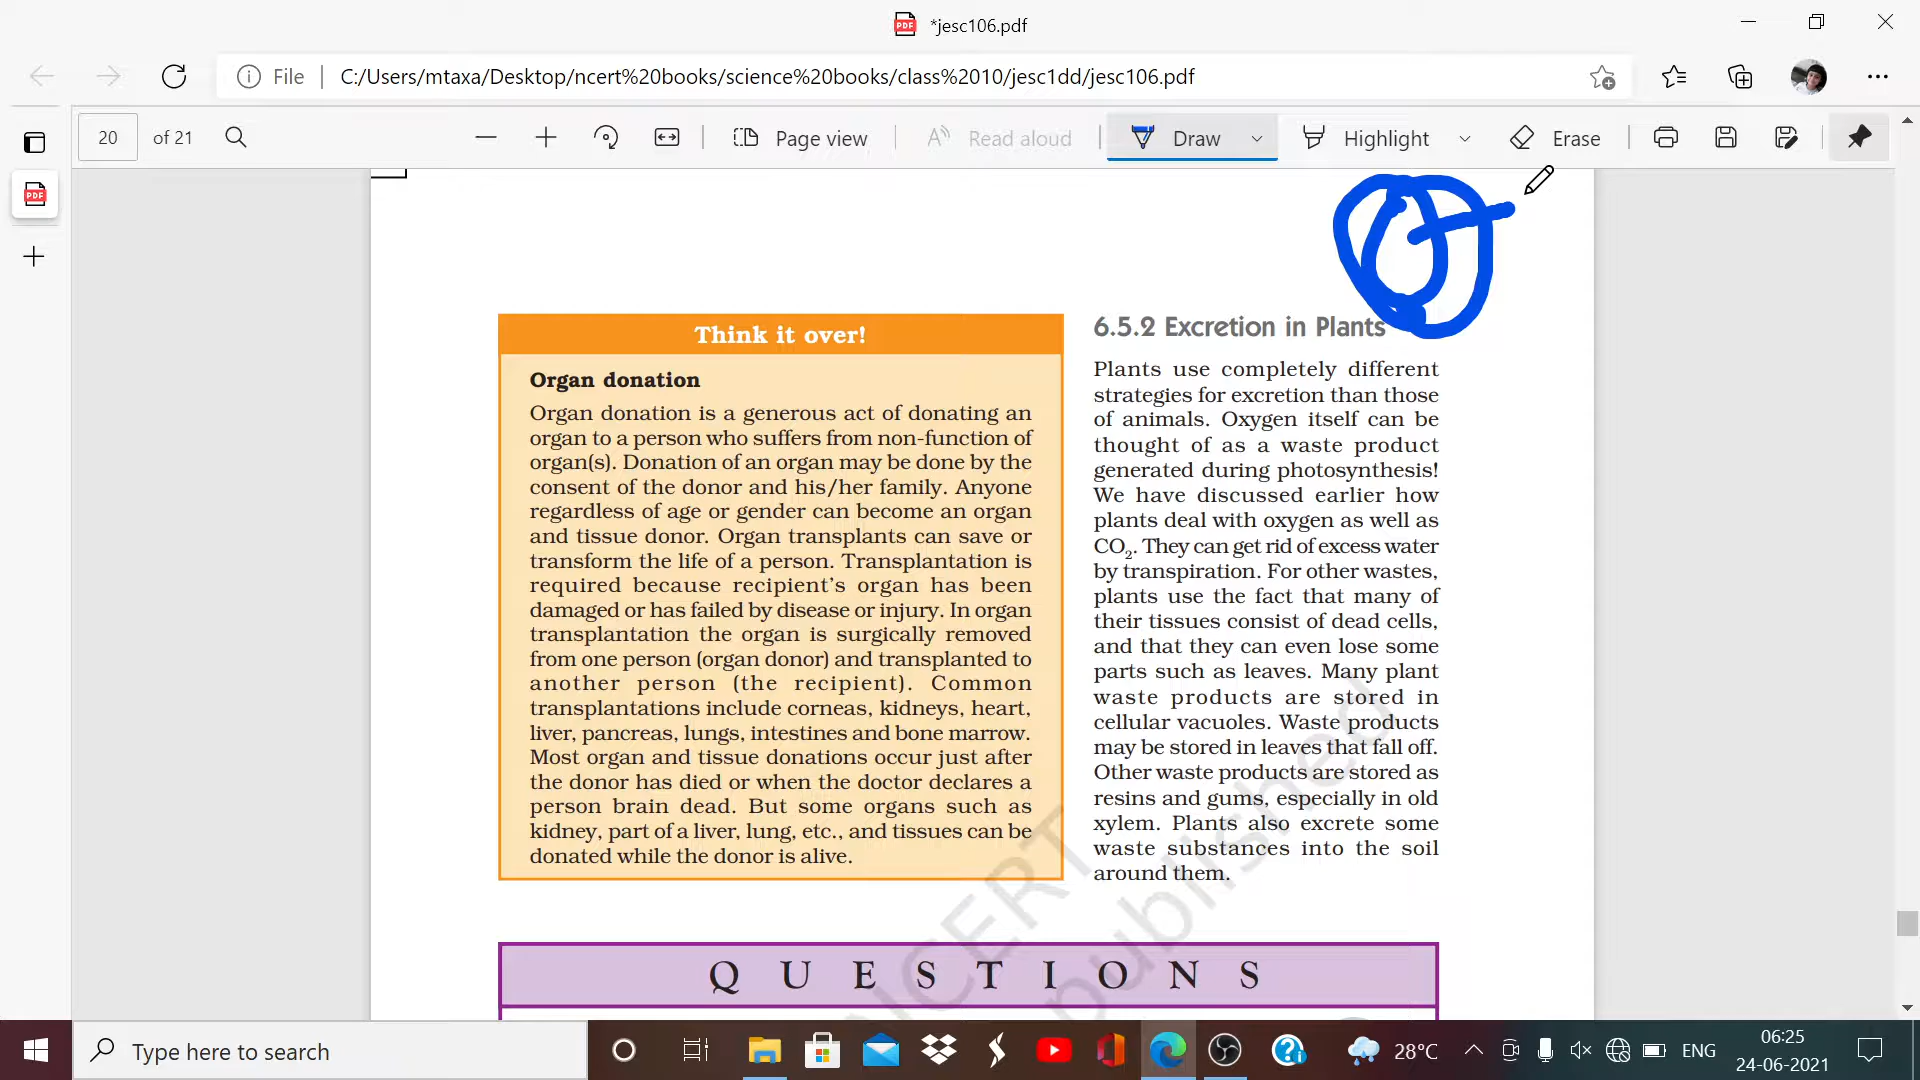 *jesc106.pdf
File
C:/Users/mtaxa/Desktop/ncert%20books/science%20books/class%2010/jesc1dd/jesc106.pdf
20 of 21
Page view
Read aloud
Draw
Highlight
Erase
Think it over!
Organ donation
Organ donation is a generous act of donating an
organ to a person who suffers from non-function of
organ(s). Donation of an organ may be done by the
consent of the donor and his/her family. Anyone
regardless of age or gender can become an organ
and tissue donor. Organ transplants can save or
transform the life of a person. Transplantation is
required because recipient's organ has been
damaged or has failed by disease or injury. In organ
transplantation the organ is surgically removed
from one person (organ donor) and transplanted to
another person (the recipient). Common
transplantations include corneas, kidneys, heart,
liver, pancreas, lungs, intestines and bone marrow.
Most organ and tissue donations occur just after
the donor has died or when the doctor declares a
person brain dead. But some organs such as
kidney, part of a liver, lung, etc., and tissues can be
donated while the donor is alive.
6.5.2 Excretion in Plants
Plants use completely different
strategies for excretion than those
of animals. Oxygen itself can be
thought of as a waste product
generated during photosynthesis!
We have discussed earlier how
plants deal with oxygen as well as
CO₂. They can get rid of excess water
by transpiration. For other wastes,
plants use the fact that many of
their tissues consist of dead cells,
and that they can even lose some
parts such as leaves. Many plant
waste products are stored in
cellular vacuoles. Waste products
may be stored in leaves that fall off.
Other waste products are stored as
resins and gums, especially in old
xylem. Plants also excrete some
waste substances into the soil
around them.
NCERT
published
QUESTIONS
Type here to search
28°C
ENG
06:25
24-06-2021